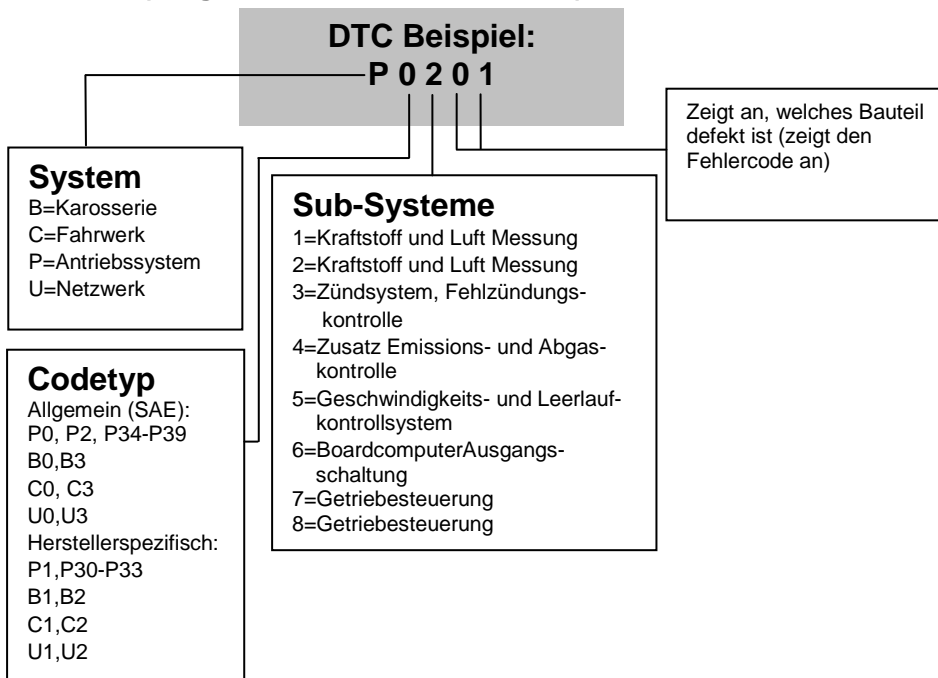 DTC Beispiel:
P 0 2 0 1
Zeigt an, welches Bauteil
defekt ist (zeigt den
Fehlercode an)
System
B=Karosserie
C=Fahrwerk
P=Antriebssystem
U=Netzwerk
Sub-Systeme
1=Kraftstoff und Luft Messung
2=Kraftstoff und Luft Messung
3=Zündsystem, Fehlzündungs-
kontrolle
4=Zusatz Emissions- und Abgas-
kontrolle
5=Geschwindigkeits- und Leerlauf-
kontrollsystem
6=BoardcomputerAusgangs-
schaltung
7=Getriebesteuerung
8=Getriebesteuerung
Codetyp
Allgemein (SAE):
P0, P2, P34-P39
B0,B3
C0, C3
U0,U3
Herstellerspezifisch:
P1,P30-P33
B1,B2
C1,C2
U1,U2